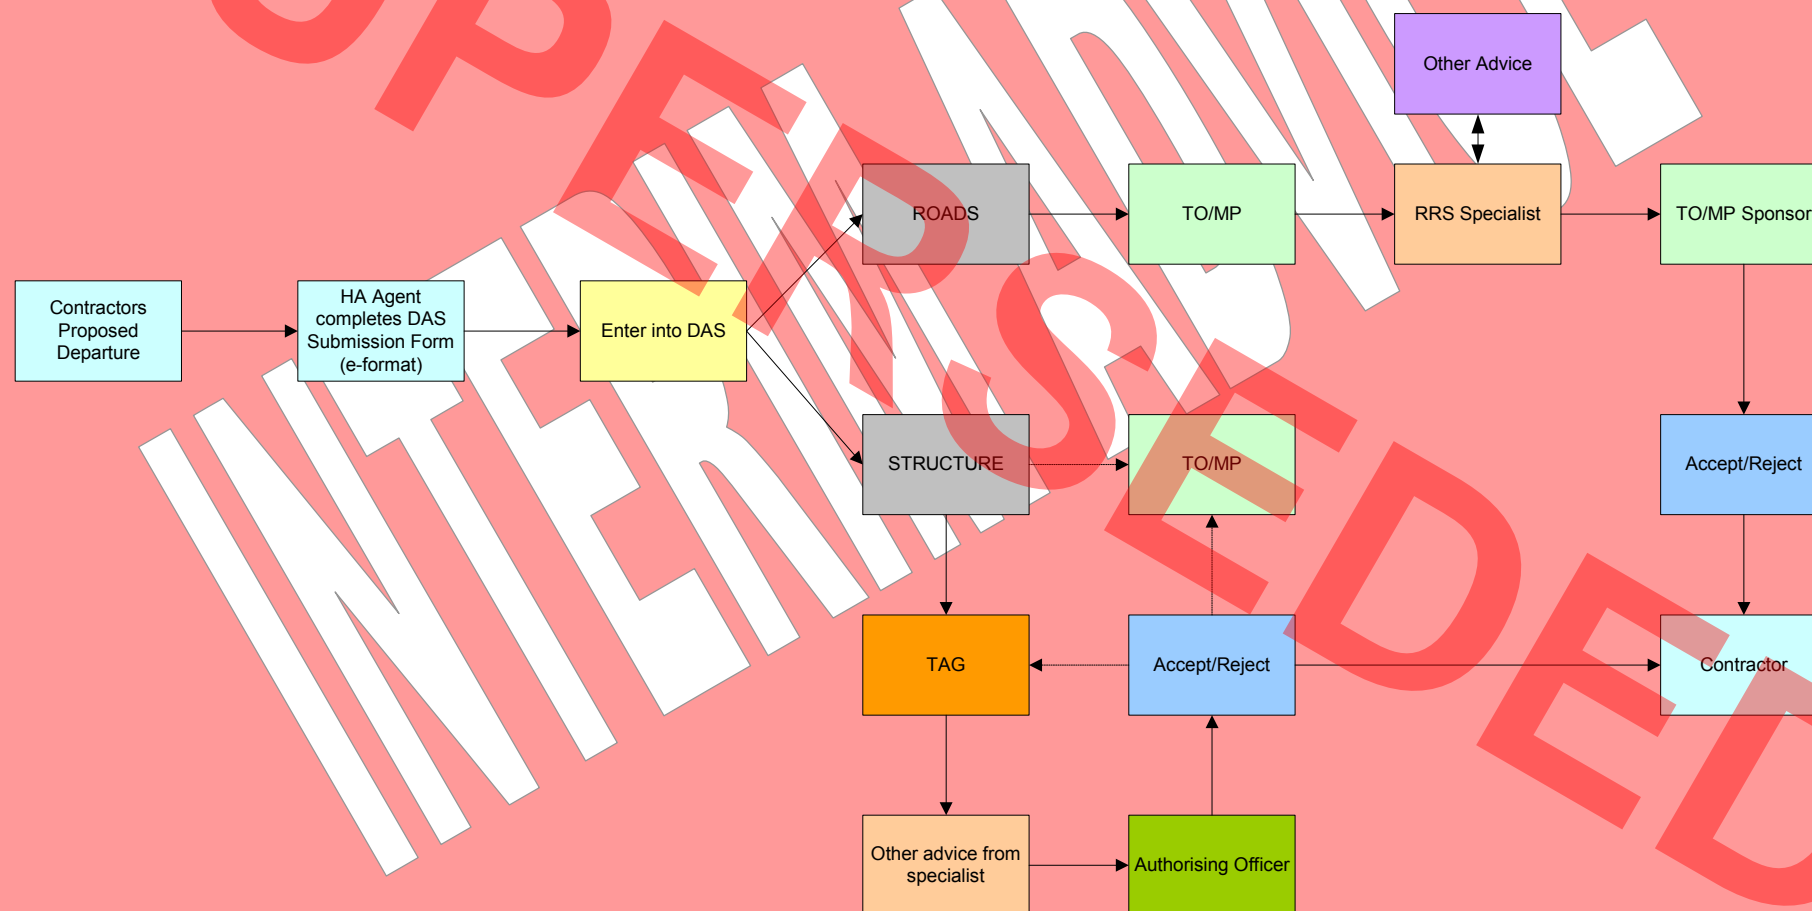 Other Advice
ROADS
TO/MP
RRS Specialist
TO/MP Sponsor
Contractors
Proposed
Departure
HA Agent
completes DAS
Submission Form
(e-format)
Enter into DAS
STRUCTURE
TO/MP
Accept/Reject
TAG
Accept/Reject
Contractor
Other advice from
specialist
Authorising Officer
INTERIM ADVICE
SUPERSEDED